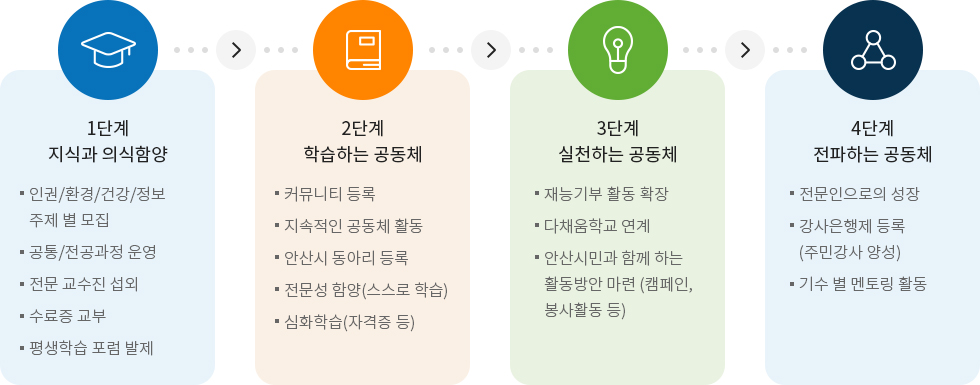 1단계
지식과 의식함양
인권/환경/건강/정보
주제 별 모집
공통/전공과정 운영
전문 교수진 섭외
수료증 교부
평생학습 포럼 발제
2단계
학습하는 공동체
커뮤니티 등록
지속적인 공동체 활동
안산시 동아리 등록
전문성 함양(스스로 학습)
심화학습(자격증 등)
3단계
실천하는 공동체
재능기부 활동 확장
다채움학교 연계
안산시민과 함께 하는
활동방안 마련 (캠페인,
봉사활동 등)
4단계
전파하는 공동체
전문인으로의 성장
강사은행제 등록
(주민강사 양성)
기수 별 멘토링 활동